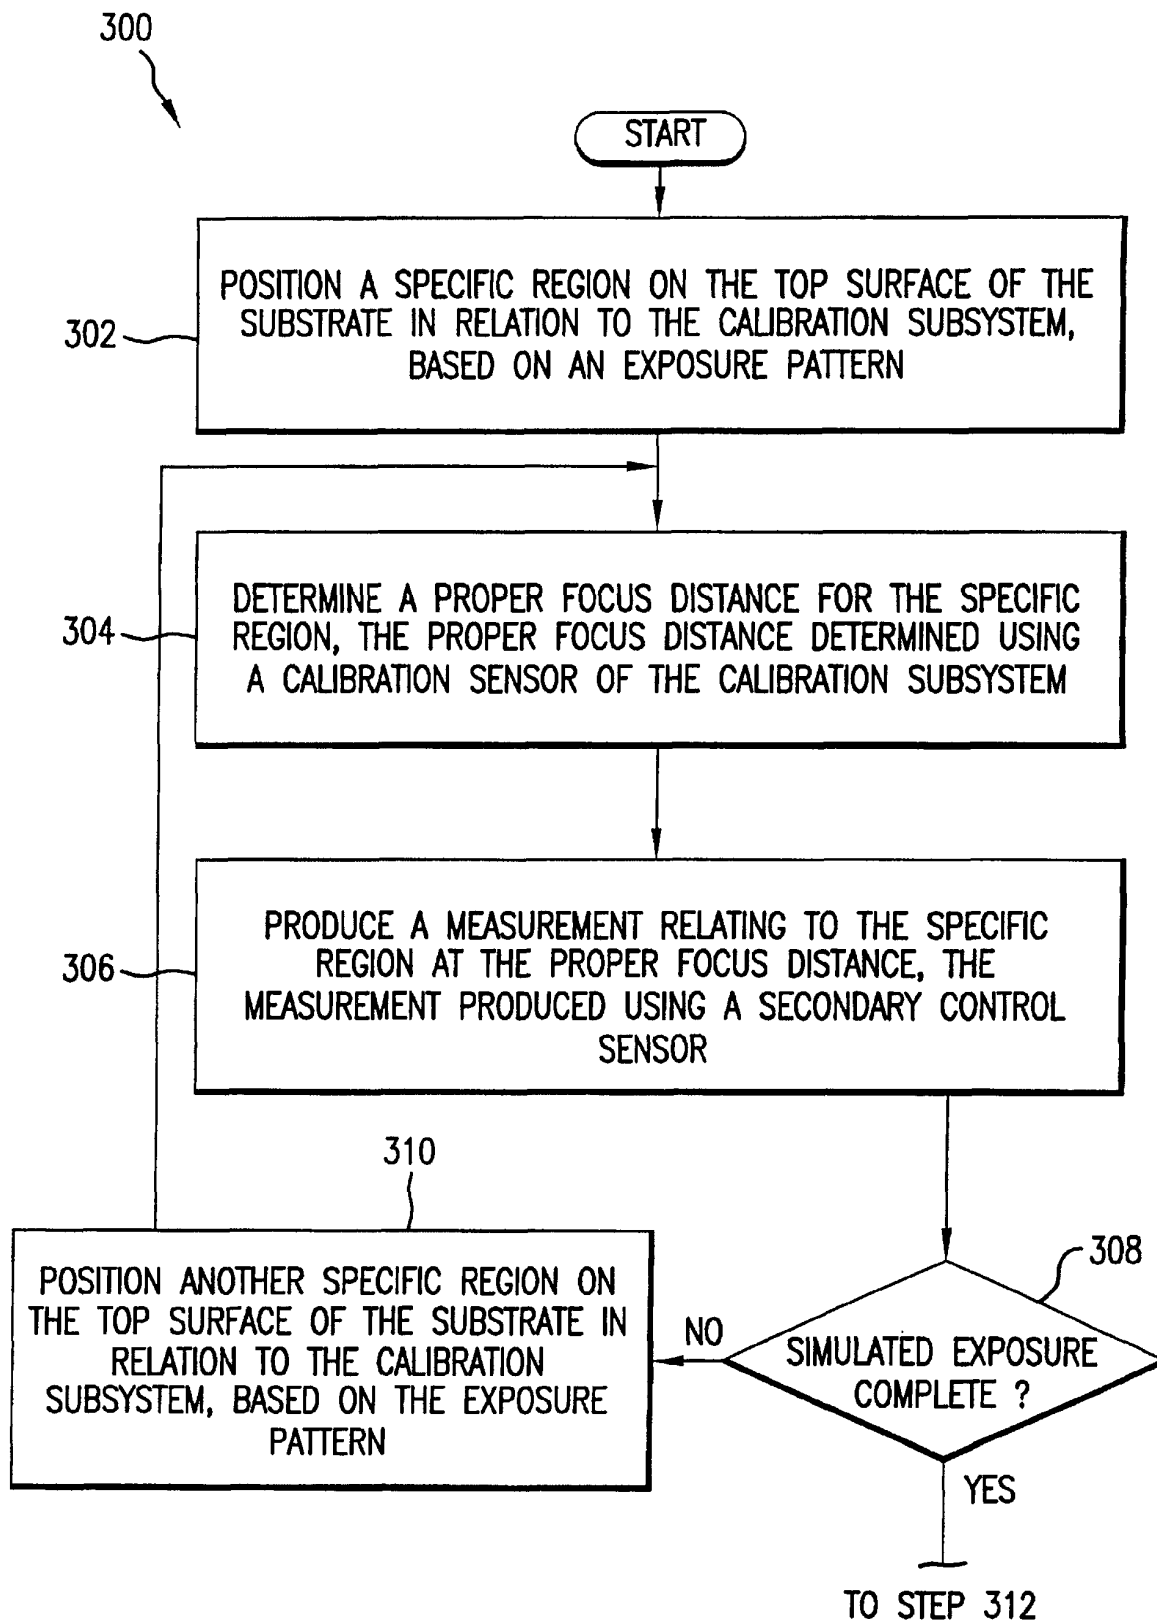 300
START
POSITION A SPECIFIC REGION ON THE TOP SURFACE OF THE
SUBSTRATE IN RELATION TO THE CALIBRATION SUBSYSTEM,
BASED ON AN EXPOSURE PATTERN
302
DETERMINE A PROPER FOCUS DISTANCE FOR THE SPECIFIC
REGION, THE PROPER FOCUS DISTANCE DETERMINED USING
A CALIBRATION SENSOR OF THE CALIBRATION SUBSYSTEM
304
PRODUCE A MEASUREMENT RELATING TO THE SPECIFIC
REGION AT THE PROPER FOCUS DISTANCE, THE
MEASUREMENT PRODUCED USING A SECONDARY CONTROL
SENSOR
306
310
POSITION ANOTHER SPECIFIC REGION ON
THE TOP SURFACE OF THE SUBSTRATE IN
RELATION TO THE CALIBRATION
SUBSYSTEM, BASED ON THE EXPOSURE
PATTERN
NO
308
SIMULATED EXPOSURE
COMPLETE ?
YES
TO STEP 312